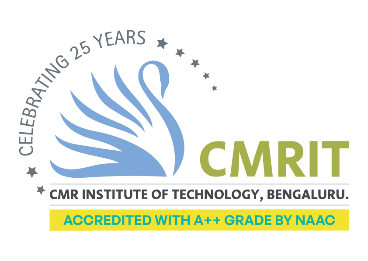 CELEBRATING 25 YEARS
CMRIT
CMR INSTITUTE OF TECHNOLOGY, BENGALURU.
ACCREDITED WITH A++ GRADE BY NAAC